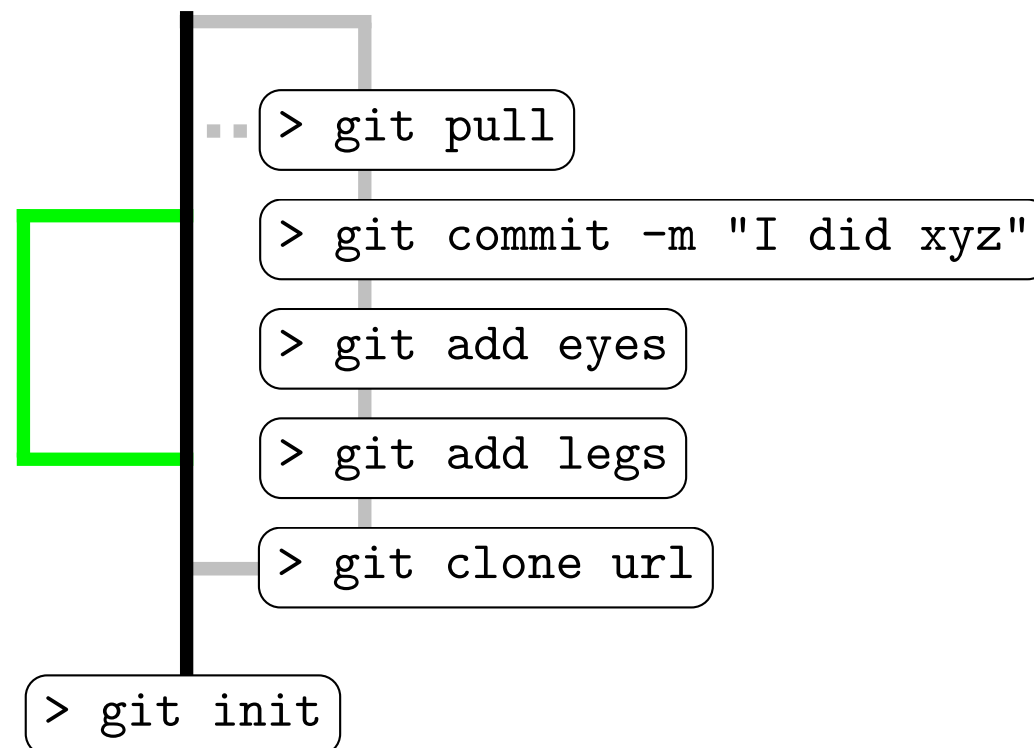 > git pull
> git commit -m "I did xyz"
> git add eyes
> git add legs
> git clone url
> git init